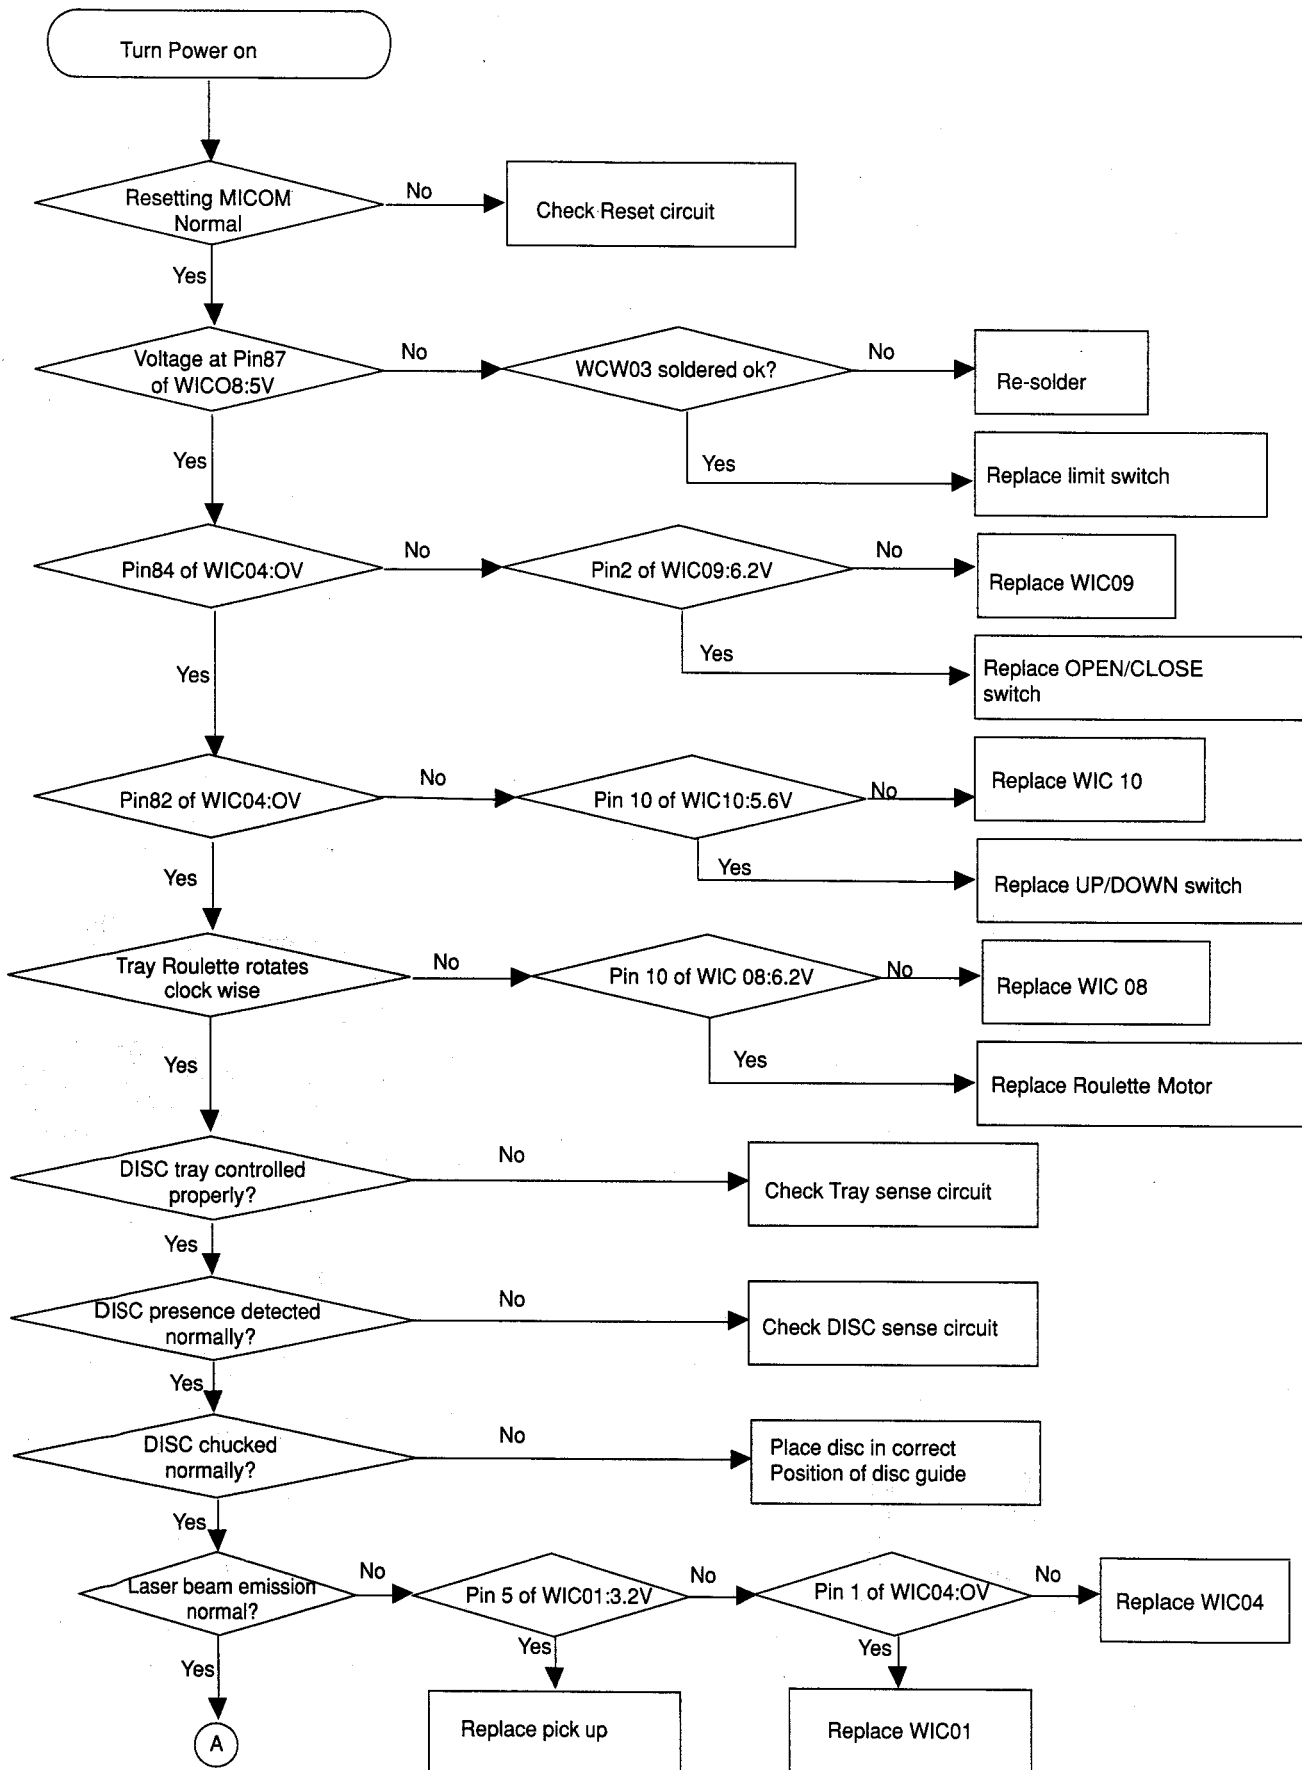 Turn Power on
Resetting MICOM
Normal
No
Check Reset circuit
Yes
Voltage at Pin87
of WICO8:5V
No
WCW03 soldered ok?
No
Re-solder
Yes
Replace limit switch
Yes
Pin84 of WIC04:OV
No
Pin2 of WIC09:6.2V
No
Replace WIC09
Yes
Replace OPEN/CLOSE
switch
Yes
Pin82 of WIC04:OV
No
Pin 10 of WIC10:5.6V
No
Replace WIC 10
Yes
Replace UP/DOWN switch
Yes
Tray Roulette rotates
clock wise
No
Pin 10 of WIC 08:6.2V
No
Replace WIC 08
Yes
Replace Roulette Motor
Yes
DISC tray controlled
properly?
No
Check Tray sense circuit
Yes
DISC presence detected
normally?
No
Check DISC sense circuit
Yes
DISC chucked
normally?
No
Place disc in correct
Position of disc guide
Yes
Laser beam emission
normal?
No
Pin 5 of WIC01:3.2V
No
Pin 1 of WIC04:OV
No
Replace WIC04
Yes
Replace pick up
Yes
Replace WIC01
Yes
A